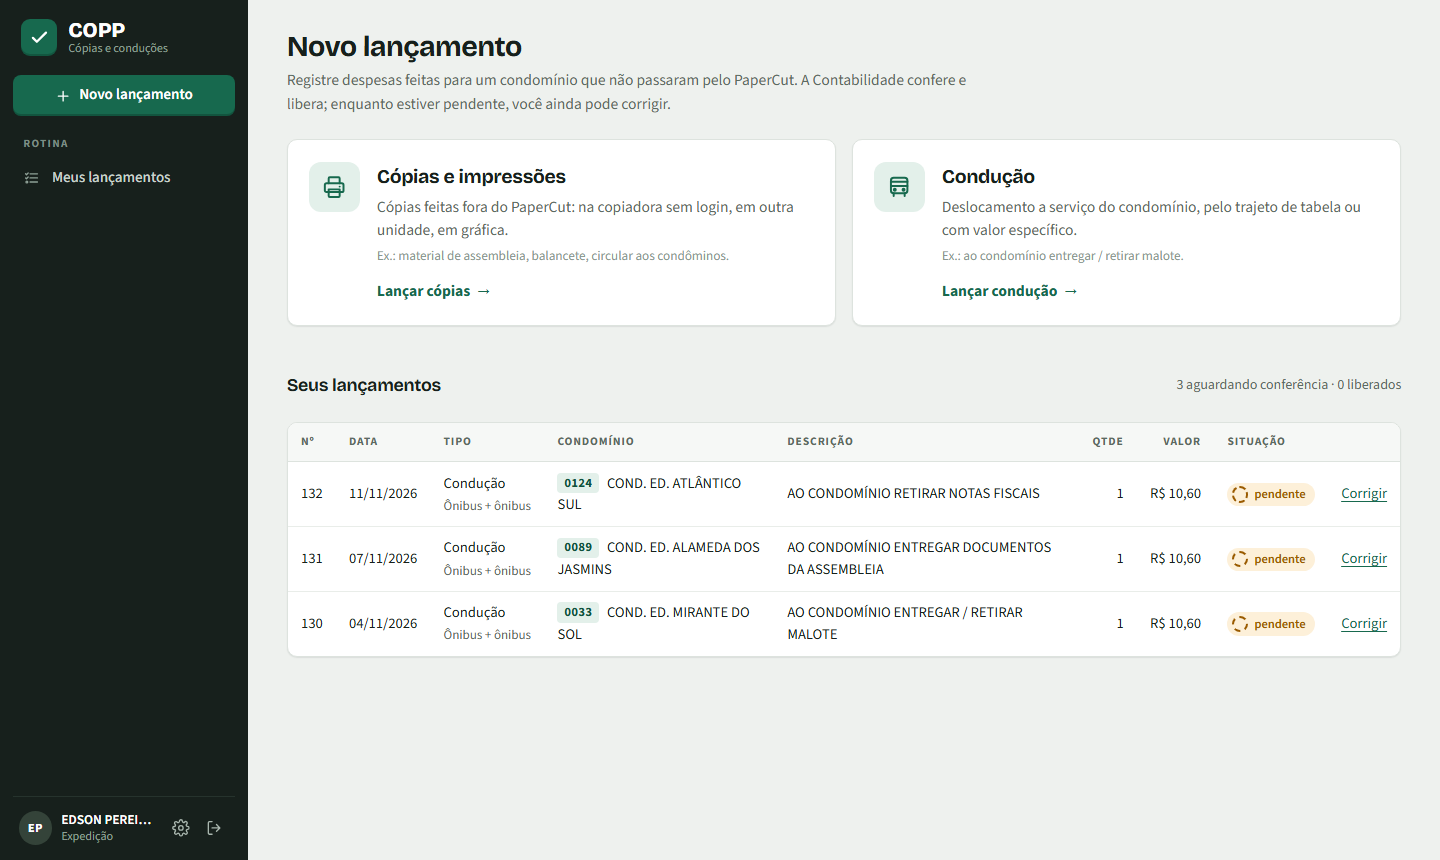 COPP
Cópias e conduções
+ Novo lançamento
ROTINA
Meus lançamentos
EP
EDSON PEREI...
Expedição
Novo lançamento
Registre despesas feitas para um condomínio que não passaram pelo PaperCut. A Contabilidade confere e
libera; enquanto estiver pendente, você ainda pode corrigir.
Cópias e impressões
Cópias feitas fora do PaperCut: na copiadora sem login, em outra
unidade, em gráfica.
Ex.: material de assembleia, balancete, circular aos condôminos.
Lançar cópias →
Condução
Deslocamento a serviço do condomínio, pelo trajeto de tabela ou
com valor específico.
Ex.: ao condomínio entregar / retirar malote.
Lançar condução →
Seus lançamentos
3 aguardando conferência · 0 liberados
Nº DATA TIPO CONDOMÍNIO DESCRIÇÃO QTDE VALOR SITUAÇÃO
132 11/11/2026 Condução 0124 COND. ED. ATLÂNTICO AO CONDOMÍNIO RETIRAR NOTAS FISCAIS 1 R$ 10,60 pendente Corrigir
Ônibus + ônibus SUL
131 07/11/2026 Condução 0089 COND. ED. ALAMEDA DOS AO CONDOMÍNIO ENTREGAR DOCUMENTOS 1 R$ 10,60 pendente Corrigir
Ônibus + ônibus JASMINS DA ASSEMBLEIA
130 04/11/2026 Condução 0033 COND. ED. MIRANTE DO AO CONDOMÍNIO ENTREGAR / RETIRAR 1 R$ 10,60 pendente Corrigir
Ônibus + ônibus SOL MALOTE